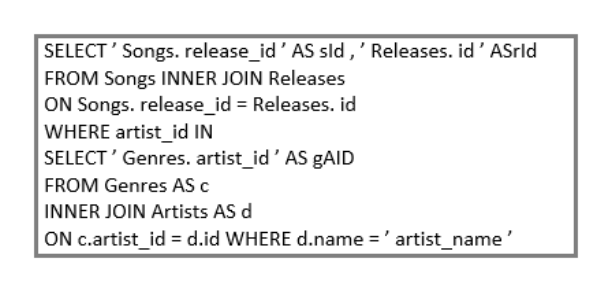 SELECT ’ Songs. release_id ’ AS sId , ’ Releases. id ’ ASrId
FROM Songs INNER JOIN Releases
ON Songs. release_id = Releases. id
WHERE artist_id IN
SELECT ’ Genres. artist_id ’ AS gAID
FROM Genres AS c
INNER JOIN Artists AS d
ON c.artist_id = d.id WHERE d.name = ’ artist_name ’